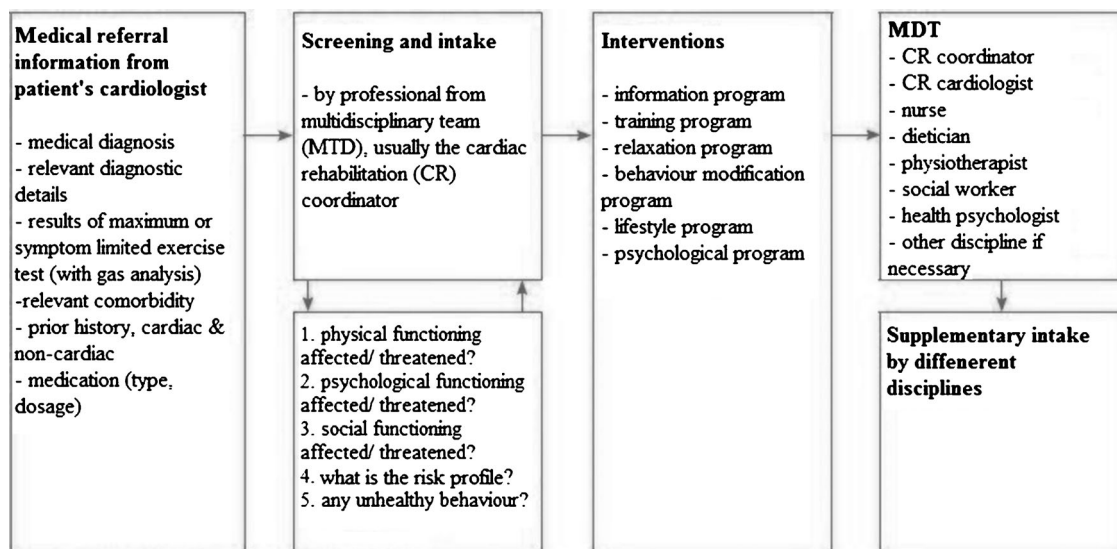 Medical referral
information from
patient's cardiologist
- medical diagnosis
- relevant diagnostic
details
- results of maximum or
symptom limited exercise
test (with gas analysis)
-relevant comorbidity
- prior history, cardiac &
non-cardiac
- medication (type,
dosage)
Screening and intake
- by professional from
multidisciplinary team
(MTD), usually the cardiac
rehabilitation (CR)
coordinator
1. physical functioning
affected/ threatened?
2. psychological functioning
affected/ threatened?
3. social functioning
affected/ threatened?
4. what is the risk profile?
5. any unhealthy behaviour?
Interventions
- information program
- training program
- relaxation program
- behaviour modification
program
- lifestyle program
- psychological program
MDT
- CR coordinator
- CR cardiologist
- nurse
- dietician
- physiotherapist
- social worker
- health psychologist
- other discipline if
necessary
Supplementary intake
by diffenerent
disciplines